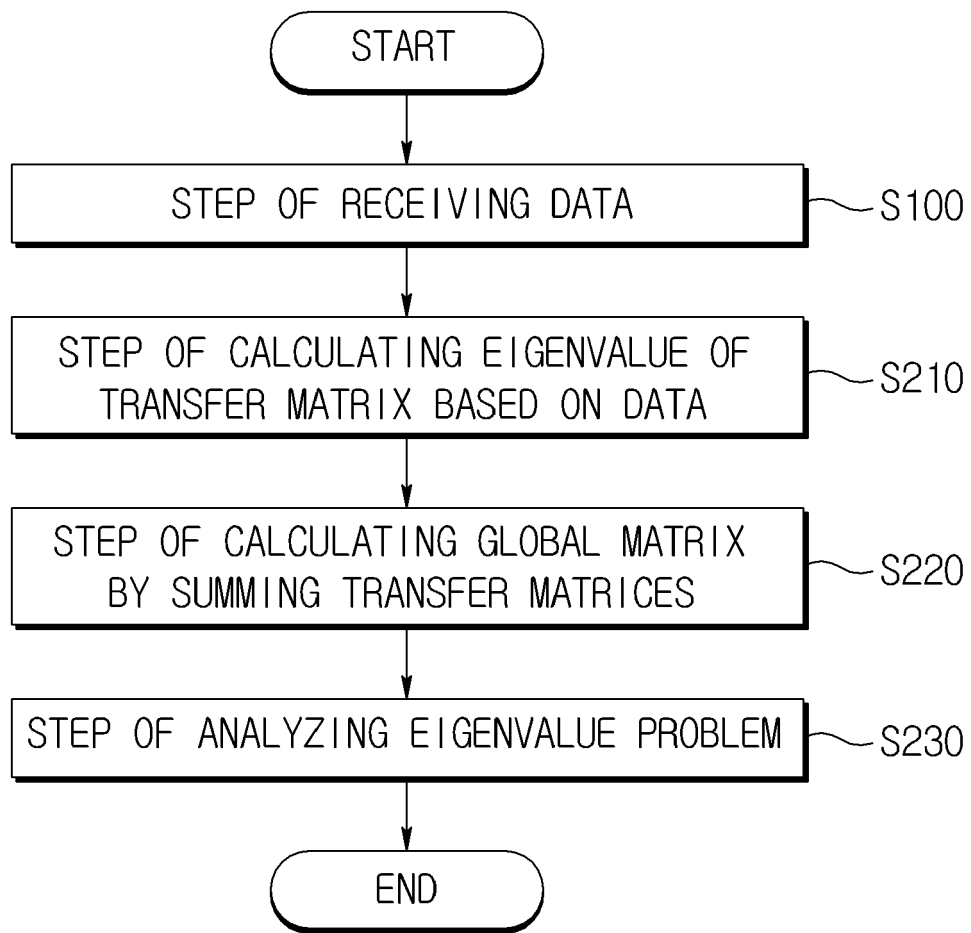 START
STEP OF RECEIVING DATA
S100
STEP OF CALCULATING EIGENVALUE OF
TRANSFER MATRIX BASED ON DATA
S210
STEP OF CALCULATING GLOBAL MATRIX
BY SUMMING TRANSFER MATRICES
S220
STEP OF ANALYZING EIGENVALUE PROBLEM
S230
END